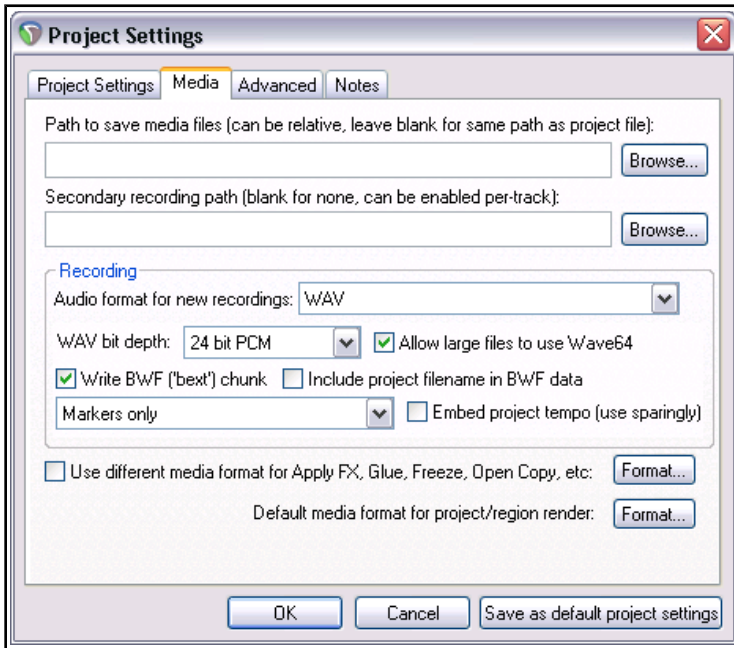 Project Settings
Project Settings Media Advanced Notes
Path to save media files (can be relative, leave blank for same path as project file):
Browse...
Secondary recording path (blank for none, can be enabled per-track):
Browse...
Recording
Audio format for new recordings: WAV
WAV bit depth: 24 bit PCM Allow large files to use Wave64
Write BWF ('bext') chunk Include project filename in BWF data
Markers only Embed project tempo (use sparingly)
Use different media format for Apply FX, Glue, Freeze, Open Copy, etc: Format...
Default media format for project/region render: Format...
OK Cancel Save as default project settings